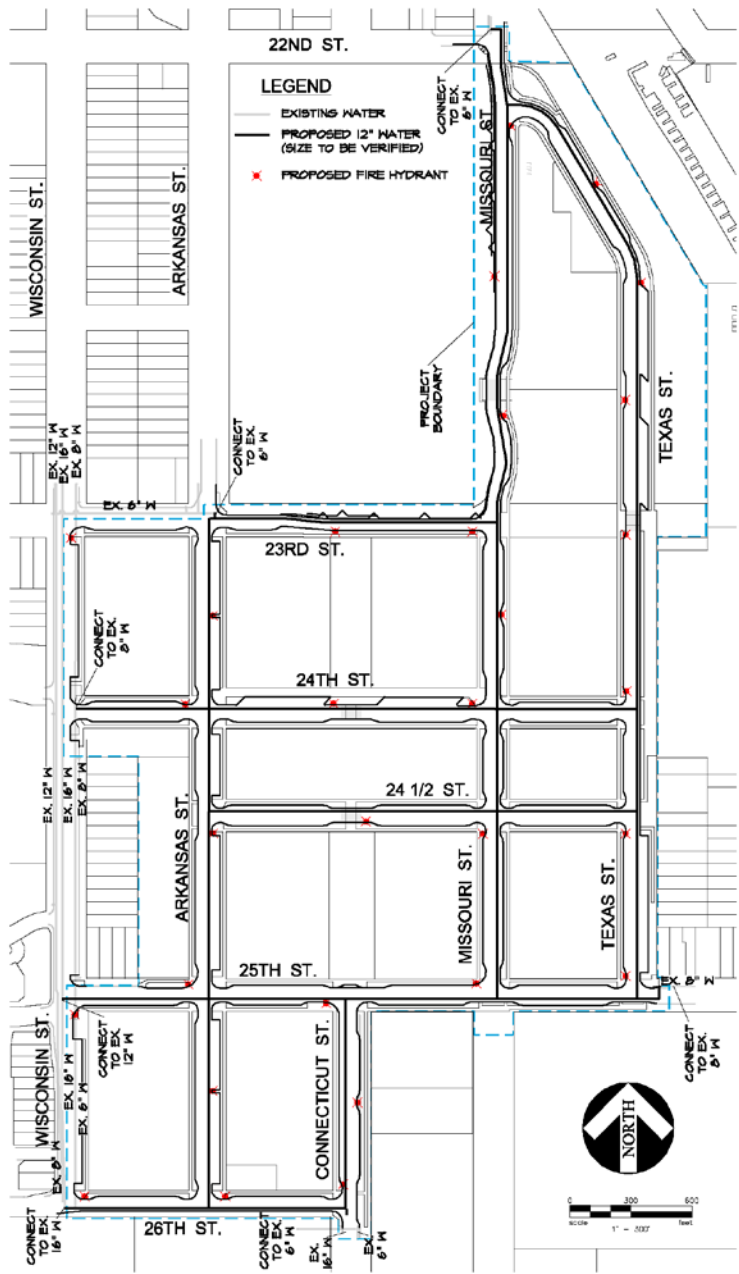 22ND ST.
LEGEND
EXISTING WATER
PROPOSED 12" WATER
(SIZE TO BE VERIFIED)
PROPOSED FIRE HYDRANT
CONNECT
TO EX.
6" W
MISSOURI ST
WISCONSIN ST.
ARKANSAS ST.
PROJECT
BOUNDARY
TEXAS ST.
EX. 12" W
EX. 16" W
EX. 8" W
CONNECT
TO EX.
6" W
EX. 6" W
23RD ST.
CONNECT
TO EX.
8" W
24TH ST.
EX. 12" W
EX. 16" W
EX. 8" W
24 1/2 ST.
ARKANSAS ST.
MISSOURI ST.
TEXAS ST.
25TH ST.
EX. 8" W
CONNECT
TO EX.
8" W
WISCONSIN ST.
CONNECT
TO EX.
12" W
EX. 16" W
EX. 6" W
CONNECTICUT ST.
NORTH
EX. 8" W
CONNECT
TO EX.
16" W
26TH ST.
CONNECT
TO EX.
6" W
EX.
16" W
EX.
6" W
0 300 600
scale feet
1" = 300'